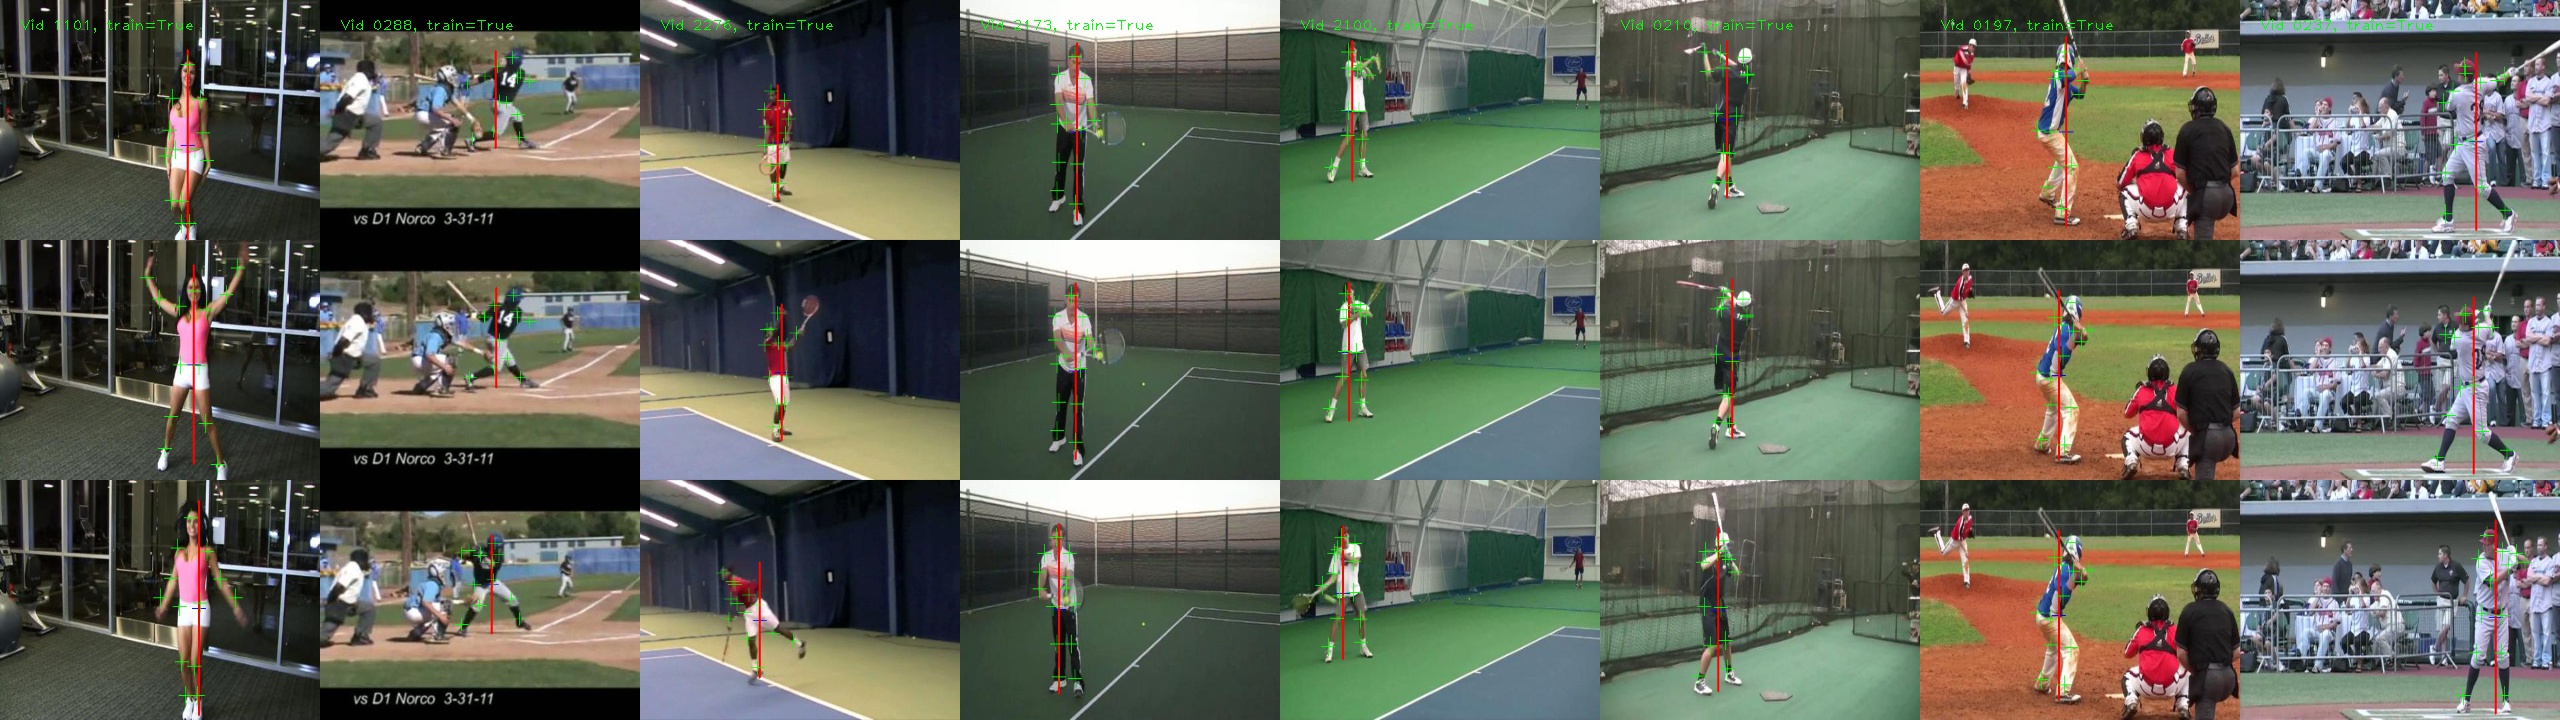 Vid 1101, train=True
Vid 0288, train=True
Vid 2276, train=True
Vid 2173, train=True
Vid 2100, train=True
Vid 0210, train=True
Vid 0197, train=True
Vid 0237, train=True
14
vs D1 Norco 3-31-11
14
vs D1 Norco 3-31-11
vs D1 Norco 3-31-11